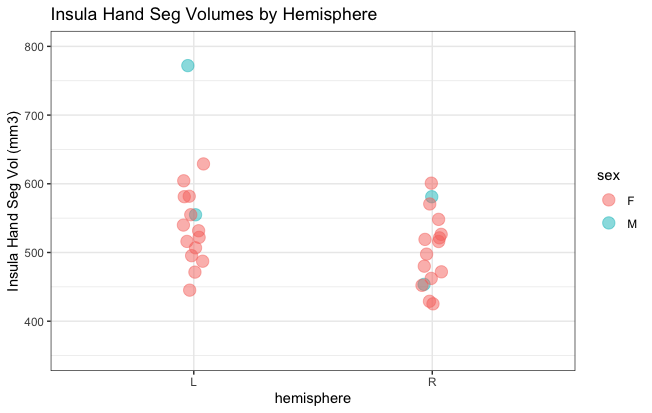 Insula Hand Seg Volumes by Hemisphere
800
700
600
500
400
Insula Hand Seg Vol (mm3)
L
R
hemisphere
sex
F
M